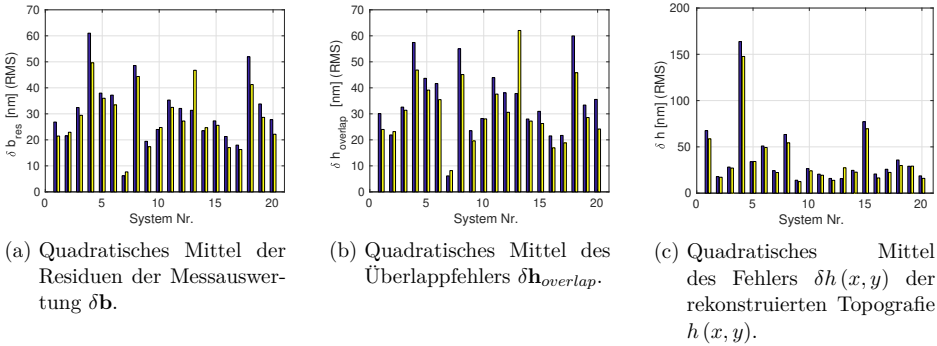 70
60
50
40
30
20
10
0
δ b_res [nm] (RMS)
0 5 10 15 20
System Nr.
(a) Quadratisches Mittel der
Residuen der Messauswer-
tung δb.
70
60
50
40
30
20
10
0
δ h_overlap [nm] (RMS)
0 5 10 15 20
System Nr.
(b) Quadratisches Mittel des
Überlappfehlers δh_overlap.
200
150
100
50
0
δ h [nm] (RMS)
0 5 10 15 20
System Nr.
(c) Quadratisches Mittel
des Fehlers δh (x, y) der
rekonstruierten Topografie
h (x, y).